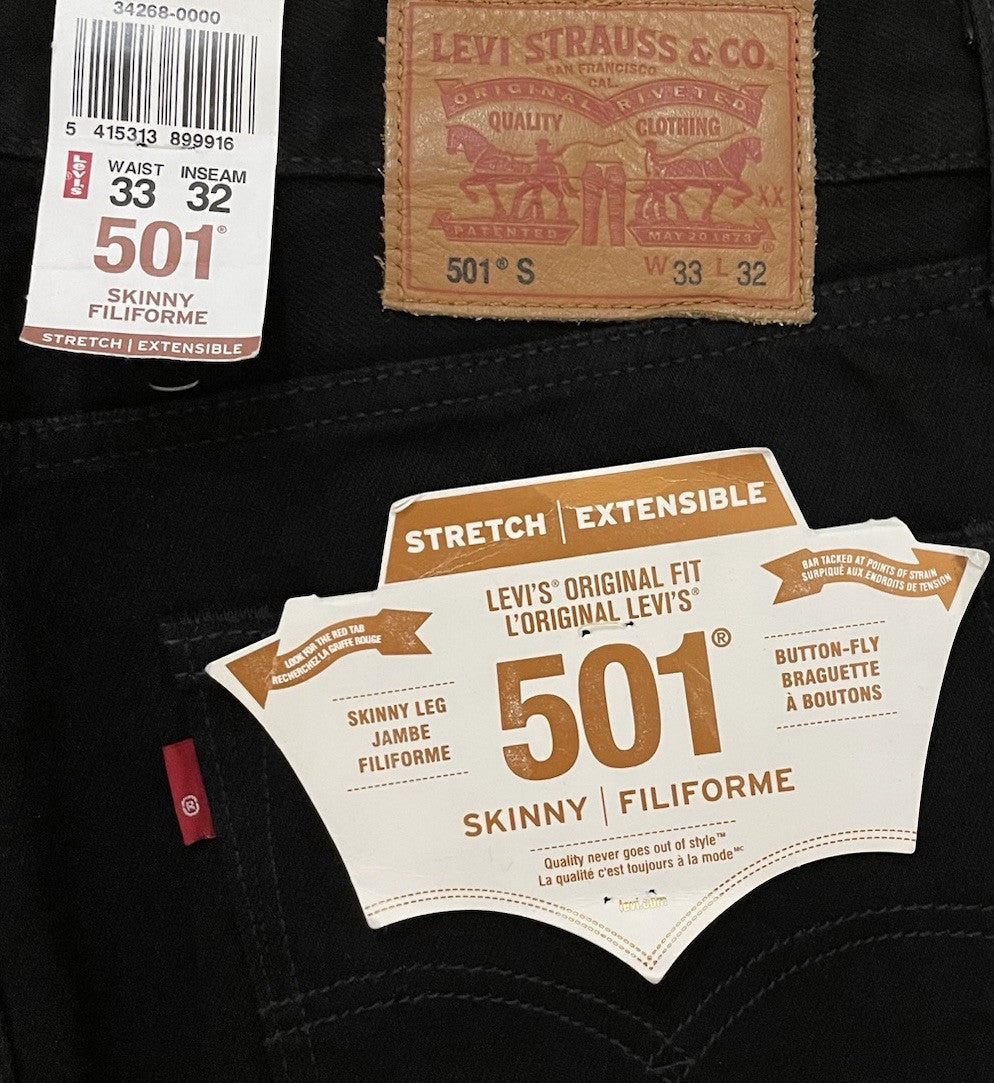 34268-0000
5 415313 899916
Levi's
WAIST INSEAM
33 32
501®
SKINNY
FILIFORME
STRETCH | EXTENSIBLE
LEVI STRAUSS & CO.
SAN FRANCISCO
CAL.
ORIGINAL RIVETED
QUALITY CLOTHING
XX
PATENTED MAY 20 1873
®
501® S W 33 L 32
STRETCH | EXTENSIBLE
LEVI'S® ORIGINAL FIT
L'ORIGINAL LEVI'S®
LOOK FOR THE RED TAB
RECHERCHEZ LA GRIFFE ROUGE
BAR TACKED AT POINTS OF STRAIN
SURPIQUÉ AUX ENDROITS DE TENSION
SKINNY LEG
JAMBE
FILIFORME
501®
BUTTON-FLY
BRAGUETTE
À BOUTONS
SKINNY | FILIFORME
Quality never goes out of style™
La qualité c'est toujours à la mode MC
levi.com
®